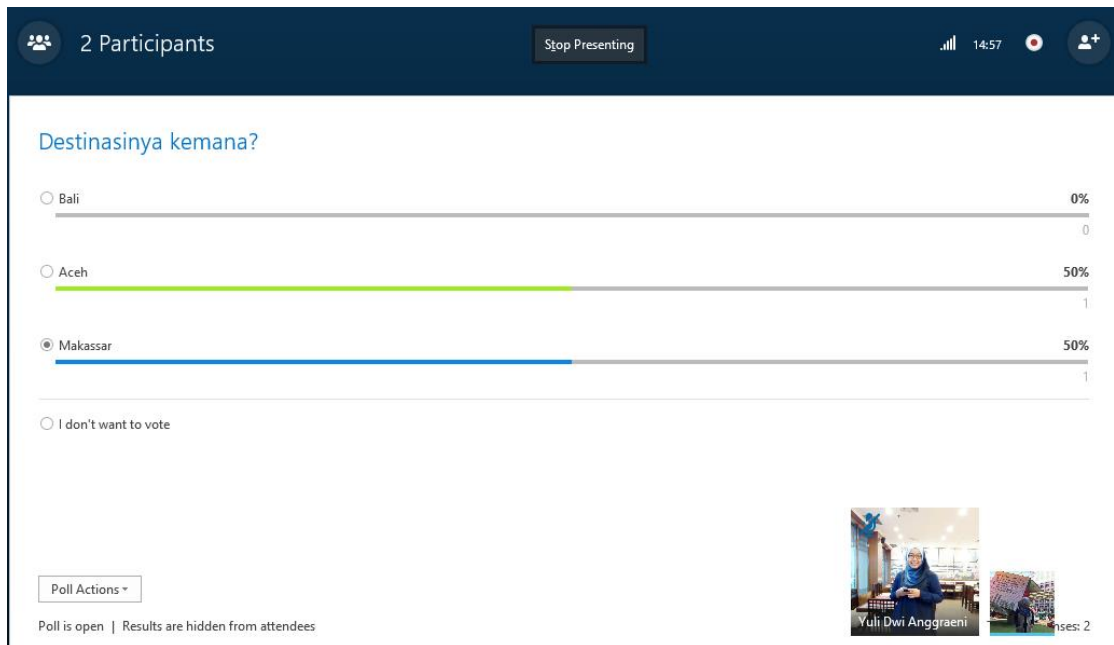 2 Participants
Stop Presenting
14:57
Destinasinya kemana?
Bali
0%
0
Aceh
50%
1
Makassar
50%
1
I don't want to vote
Poll Actions
Yuli Dwi Anggraeni
Poll is open | Results are hidden from attendees
: 2